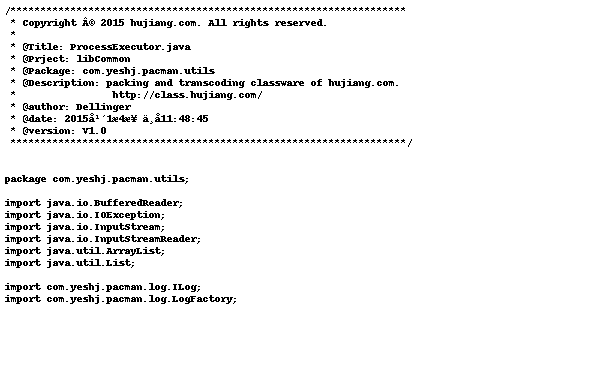 /******************************************************************
 * Copyright Â© 2015 hujiang.com. All rights reserved.
 *
 * @Title: ProcessExecutor.java
 * @Prject: libCommon
 * @Package: com.yeshj.pacman.utils
 * @Description: packing and transcoding classware of hujiang.com.
 *                http://class.hujiang.com/
 * @author: Dellinger
 * @date: 2015å¹´1æ4æ¥ ä¸å11:48:45
 * @version: V1.0
 ******************************************************************/
package com.yeshj.pacman.utils;
import java.io.BufferedReader;
import java.io.IOException;
import java.io.InputStream;
import java.io.InputStreamReader;
import java.util.ArrayList;
import java.util.List;
import com.yeshj.pacman.log.ILog;
import com.yeshj.pacman.log.LogFactory;